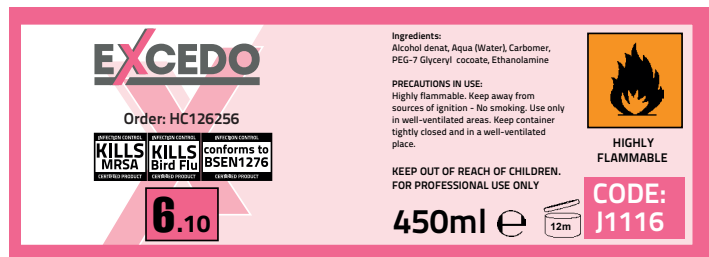 EXCEDO
Order: HC126256
INFECTION CONTROL
KILLS
MRSA
CERTIFIED PRODUCT
INFECTION CONTROL
KILLS
Bird Flu
CERTIFIED PRODUCT
INFECTION CONTROL
conforms to
BSEN1276
CERTIFIED PRODUCT
6.10
Ingredients:
Alcohol denat, Aqua (Water), Carbomer,
PEG-7 Glyceryl cocoate, Ethanolamine
PRECAUTIONS IN USE:
Highly flammable. Keep away from
sources of ignition - No smoking. Use only
in well-ventilated areas. Keep container
tightly closed and in a well-ventilated
place.
KEEP OUT OF REACH OF CHILDREN.
FOR PROFESSIONAL USE ONLY
450ml ℮
12m
HIGHLY
FLAMMABLE
CODE:
J1116